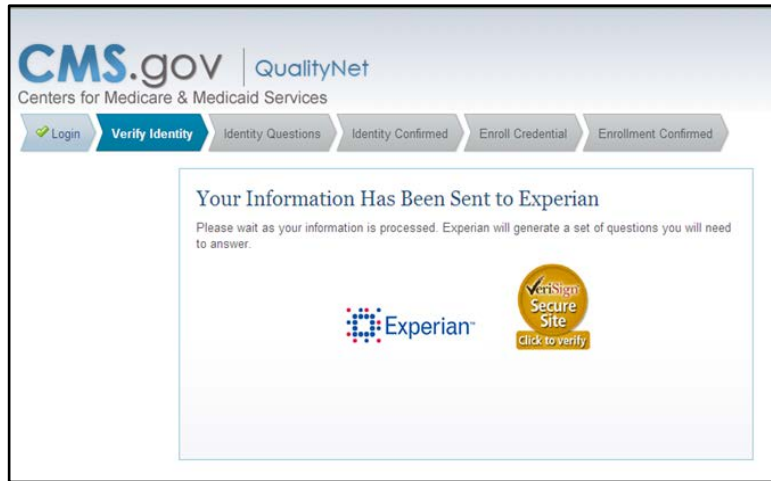 CMS.gov | QualityNet
Centers for Medicare & Medicaid Services
Login Verify Identity Identity Questions Identity Confirmed Enroll Credential Enrollment Confirmed
Your Information Has Been Sent to Experian
Please wait as your information is processed. Experian will generate a set of questions you will need
to answer.
Experian™
VeriSign
Secure
Site
Click to verify